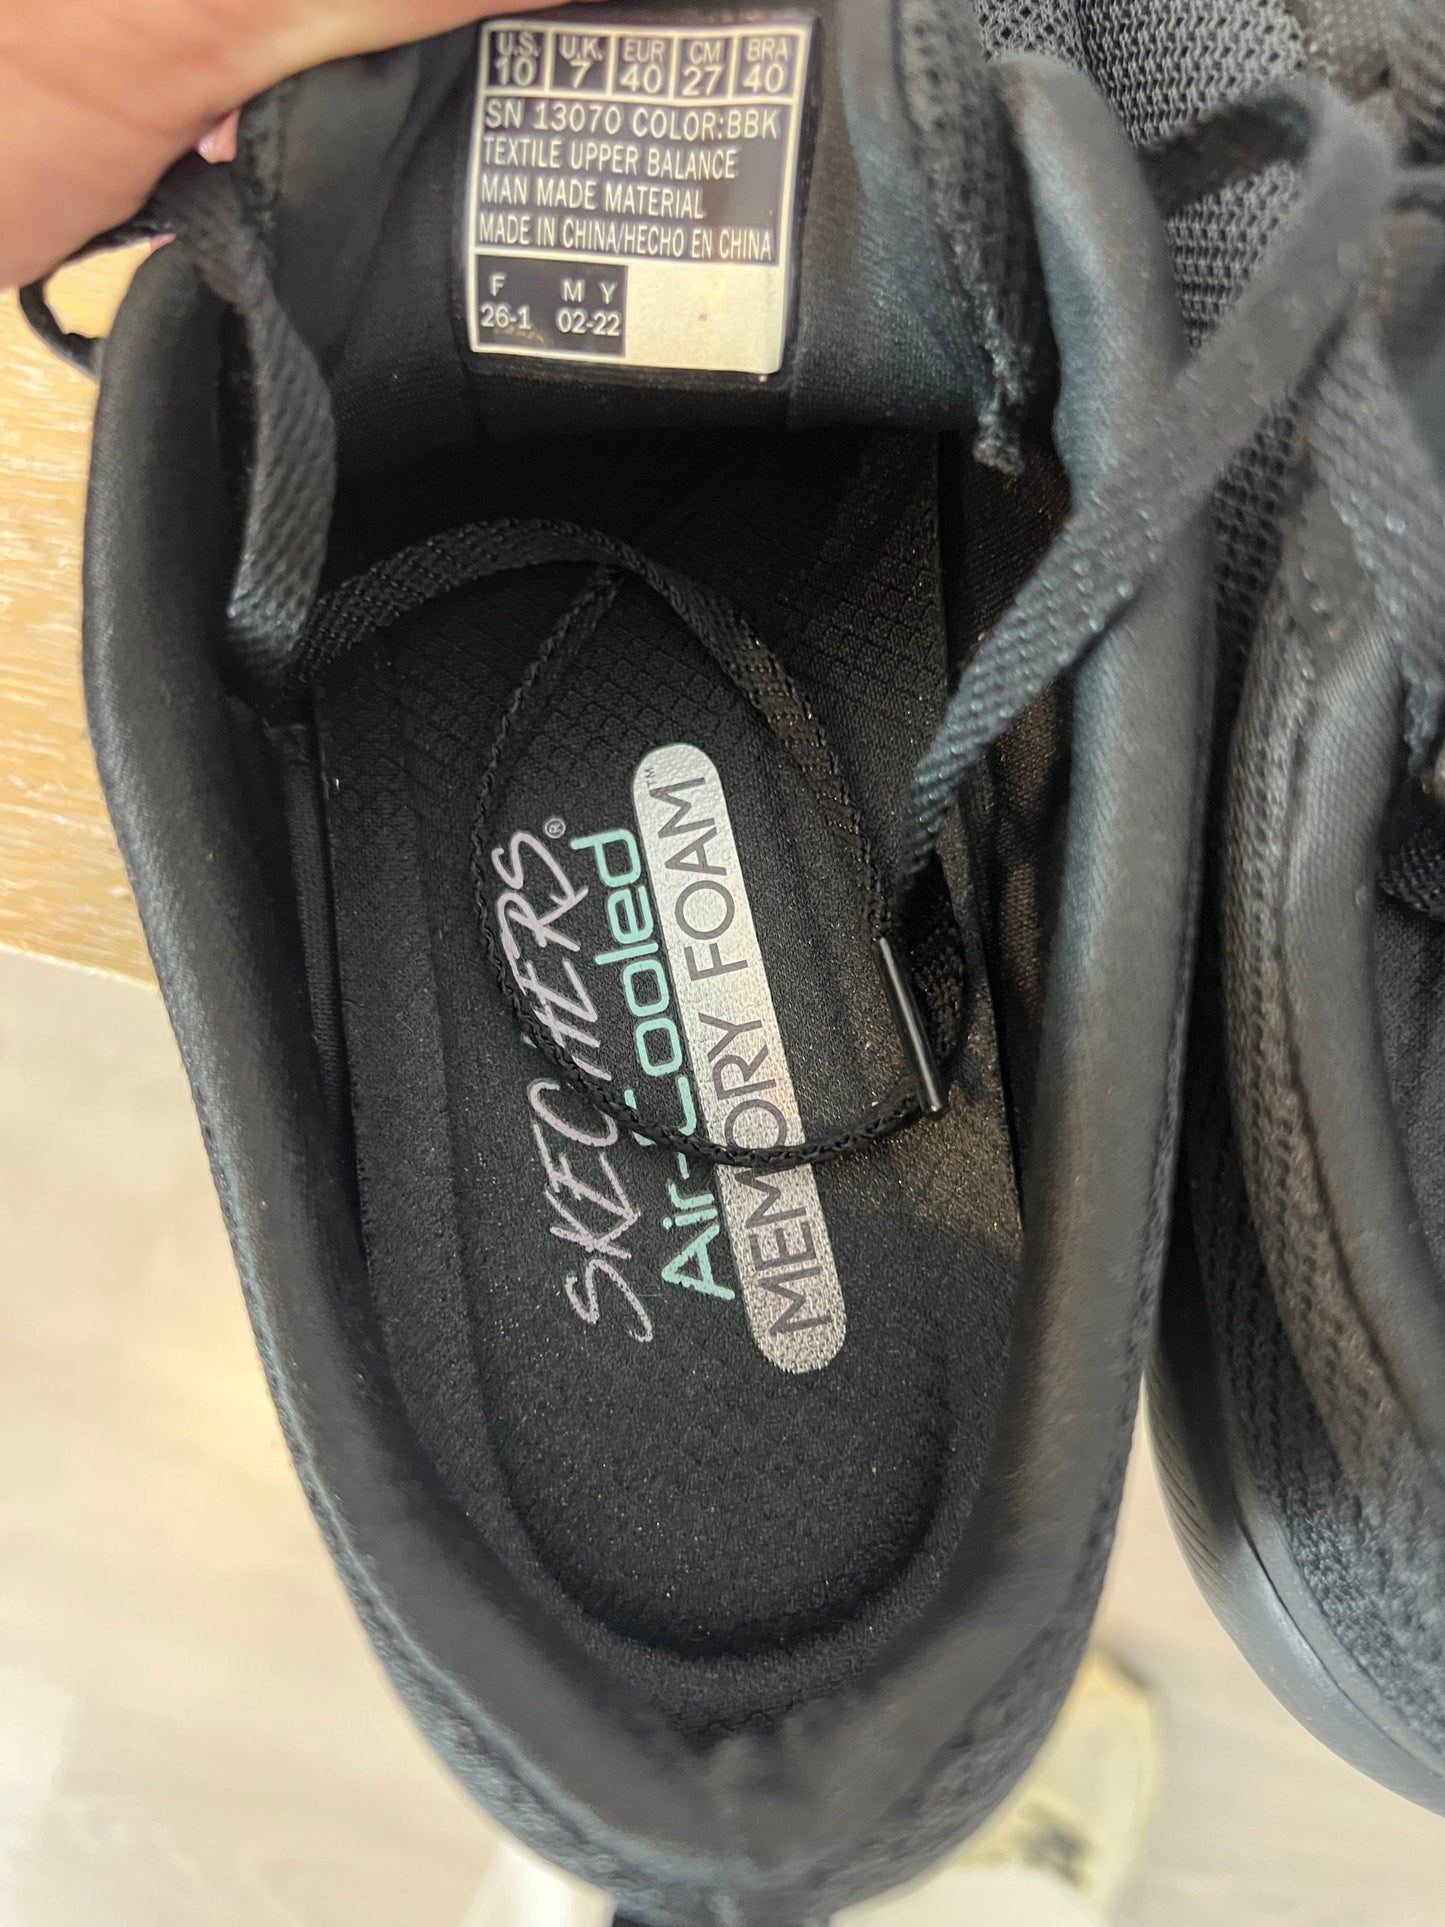 U.S. U.K. EUR CM BRA
10 7 40 27 40
SN 13070 COLOR:BBK
TEXTILE UPPER BALANCE
MAN MADE MATERIAL
MADE IN CHINA/HECHO EN CHINA
F M Y
26-1 02-22
SKECHERS®
Air-Cooled
MEMORY FOAM™